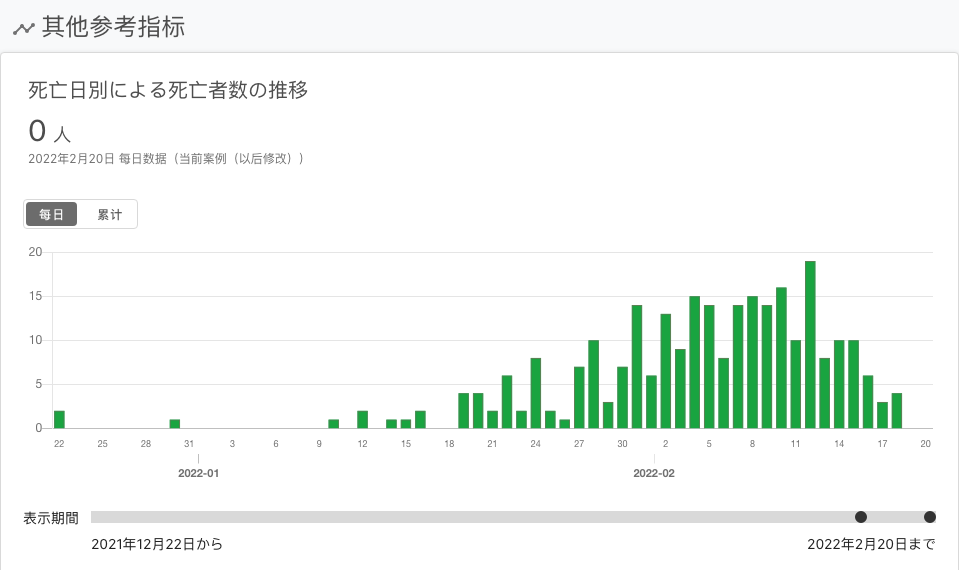 其他参考指标
死亡日別による死亡者数の推移
0 人
2022年2月20日 每日数据（当前案例（以后修改））
每日 累计
20
15
10
5
0
22 25 28 31 3 6 9 12 15 18 21 24 27 30 2 5 8 11 14 17 20
2022-01 2022-02
表示期間
2021年12月22日から 2022年2月20日まで